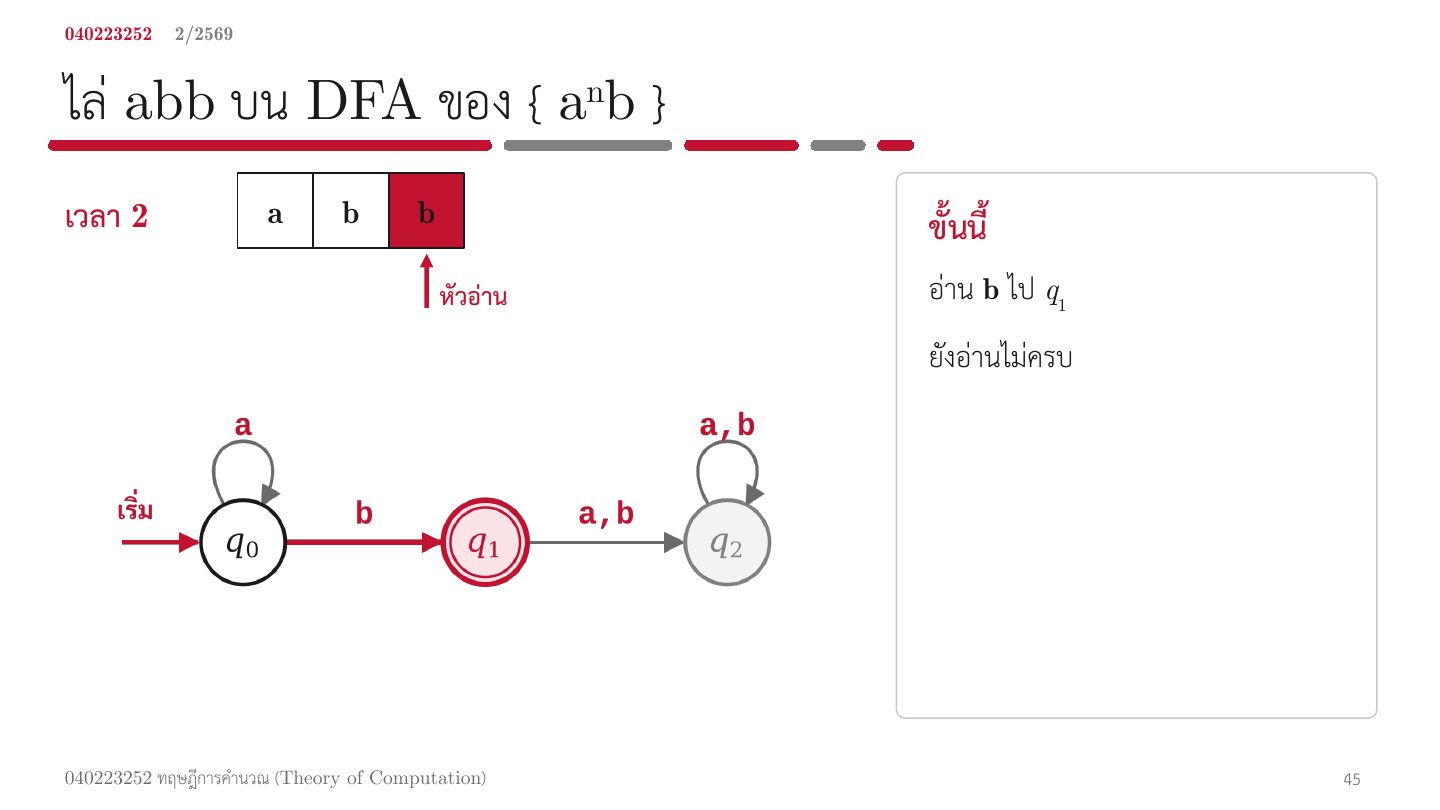 040223252 2/2569
ไล่ abb บน DFA ของ { aⁿb }
เวลา 2
a b b
หัวอ่าน
ขั้นนี้
อ่าน b ไป q₁
ยังอ่านไม่ครบ
a a,b
เริ่ม b a,b
q₀ q₁ q₂
040223252 ทฤษฎีการคำนวณ (Theory of Computation) 45